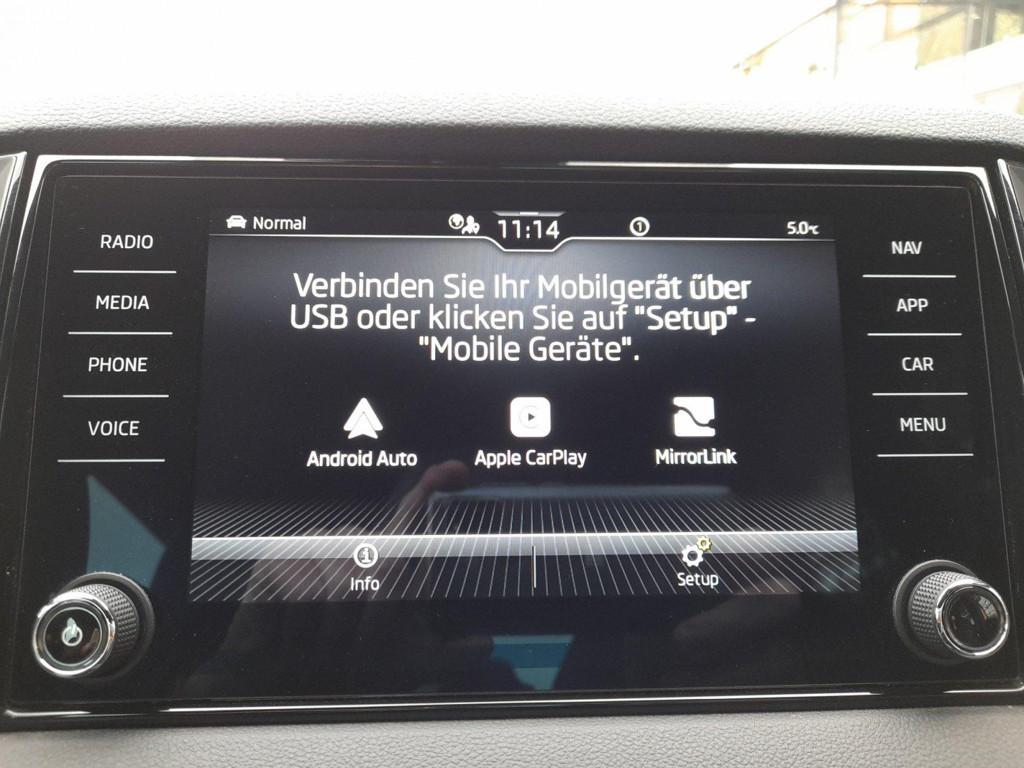 Normal 11:14 1 5.0°C
RADIO
MEDIA
PHONE
VOICE
Verbinden Sie Ihr Mobilgerät über
USB oder klicken Sie auf "Setup" -
"Mobile Geräte".
Android Auto Apple CarPlay MirrorLink
Info Setup
NAV
APP
CAR
MENU